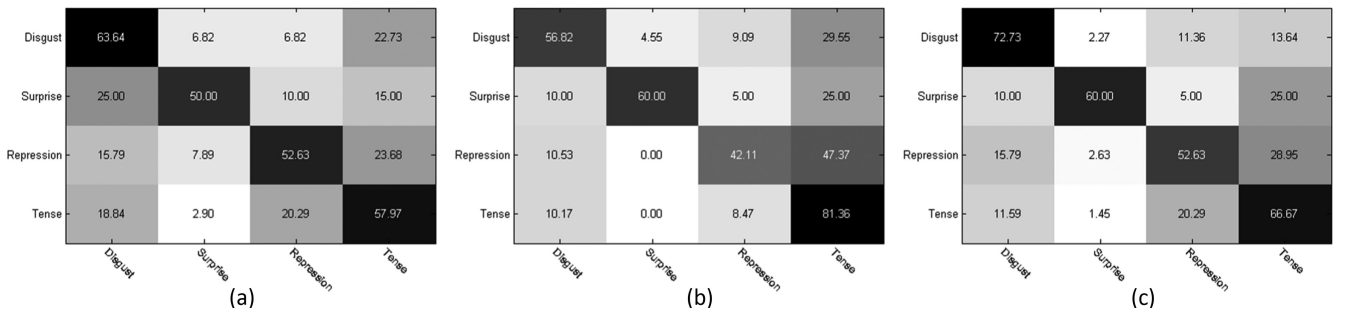 Disgust 63.64 6.82 6.82 22.73
Surprise 25.00 50.00 10.00 15.00
Repression 15.79 7.89 52.63 23.68
Tense 18.84 2.90 20.29 57.97
Disgust Surprise Repression Tense
(a)
Disgust 56.82 4.55 9.09 29.55
Surprise 10.00 60.00 5.00 25.00
Repression 10.53 0.00 42.11 47.37
Tense 10.17 0.00 8.47 81.36
Disgust Surprise Repression Tense
(b)
Disgust 72.73 2.27 11.36 13.64
Surprise 10.00 60.00 5.00 25.00
Repression 15.79 2.63 52.63 28.95
Tense 11.59 1.45 20.29 66.67
Disgust Surprise Repression Tense
(c)